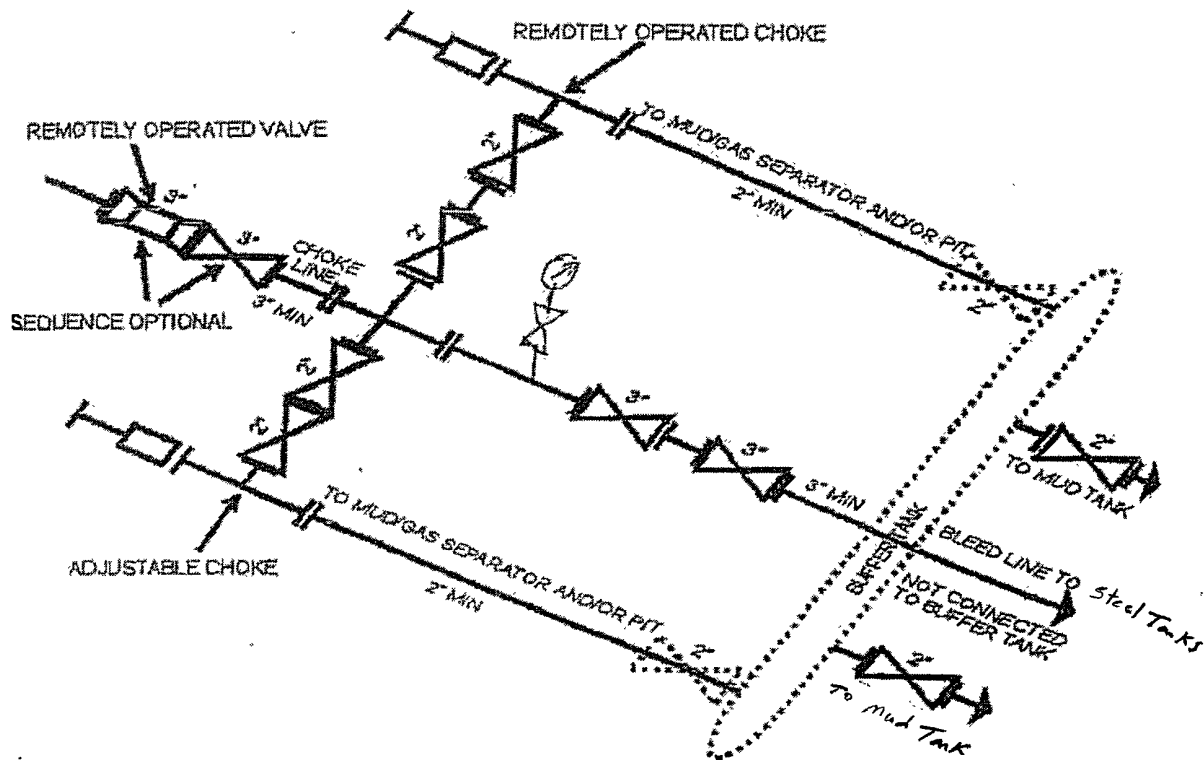 REMOTELY OPERATED CHOKE
REMOTELY OPERATED VALVE
TO MUD/GAS SEPARATOR AND/OR PIT
2" MIN
2"
2"
3"
3"
CHOKE
LINE
3" MIN
SEQUENCE OPTIONAL
2"
2"
2"
3"
3"
3" MIN
2"
TO MUD TANK
BUFFER TANK
BLEED LINE TO Steel Tanks
NOT CONNECTED
TO BUFFER TANK
ADJUSTABLE CHOKE
TO MUD/GAS SEPARATOR AND/OR PIT
2" MIN
2"
2"
To Mud Tank